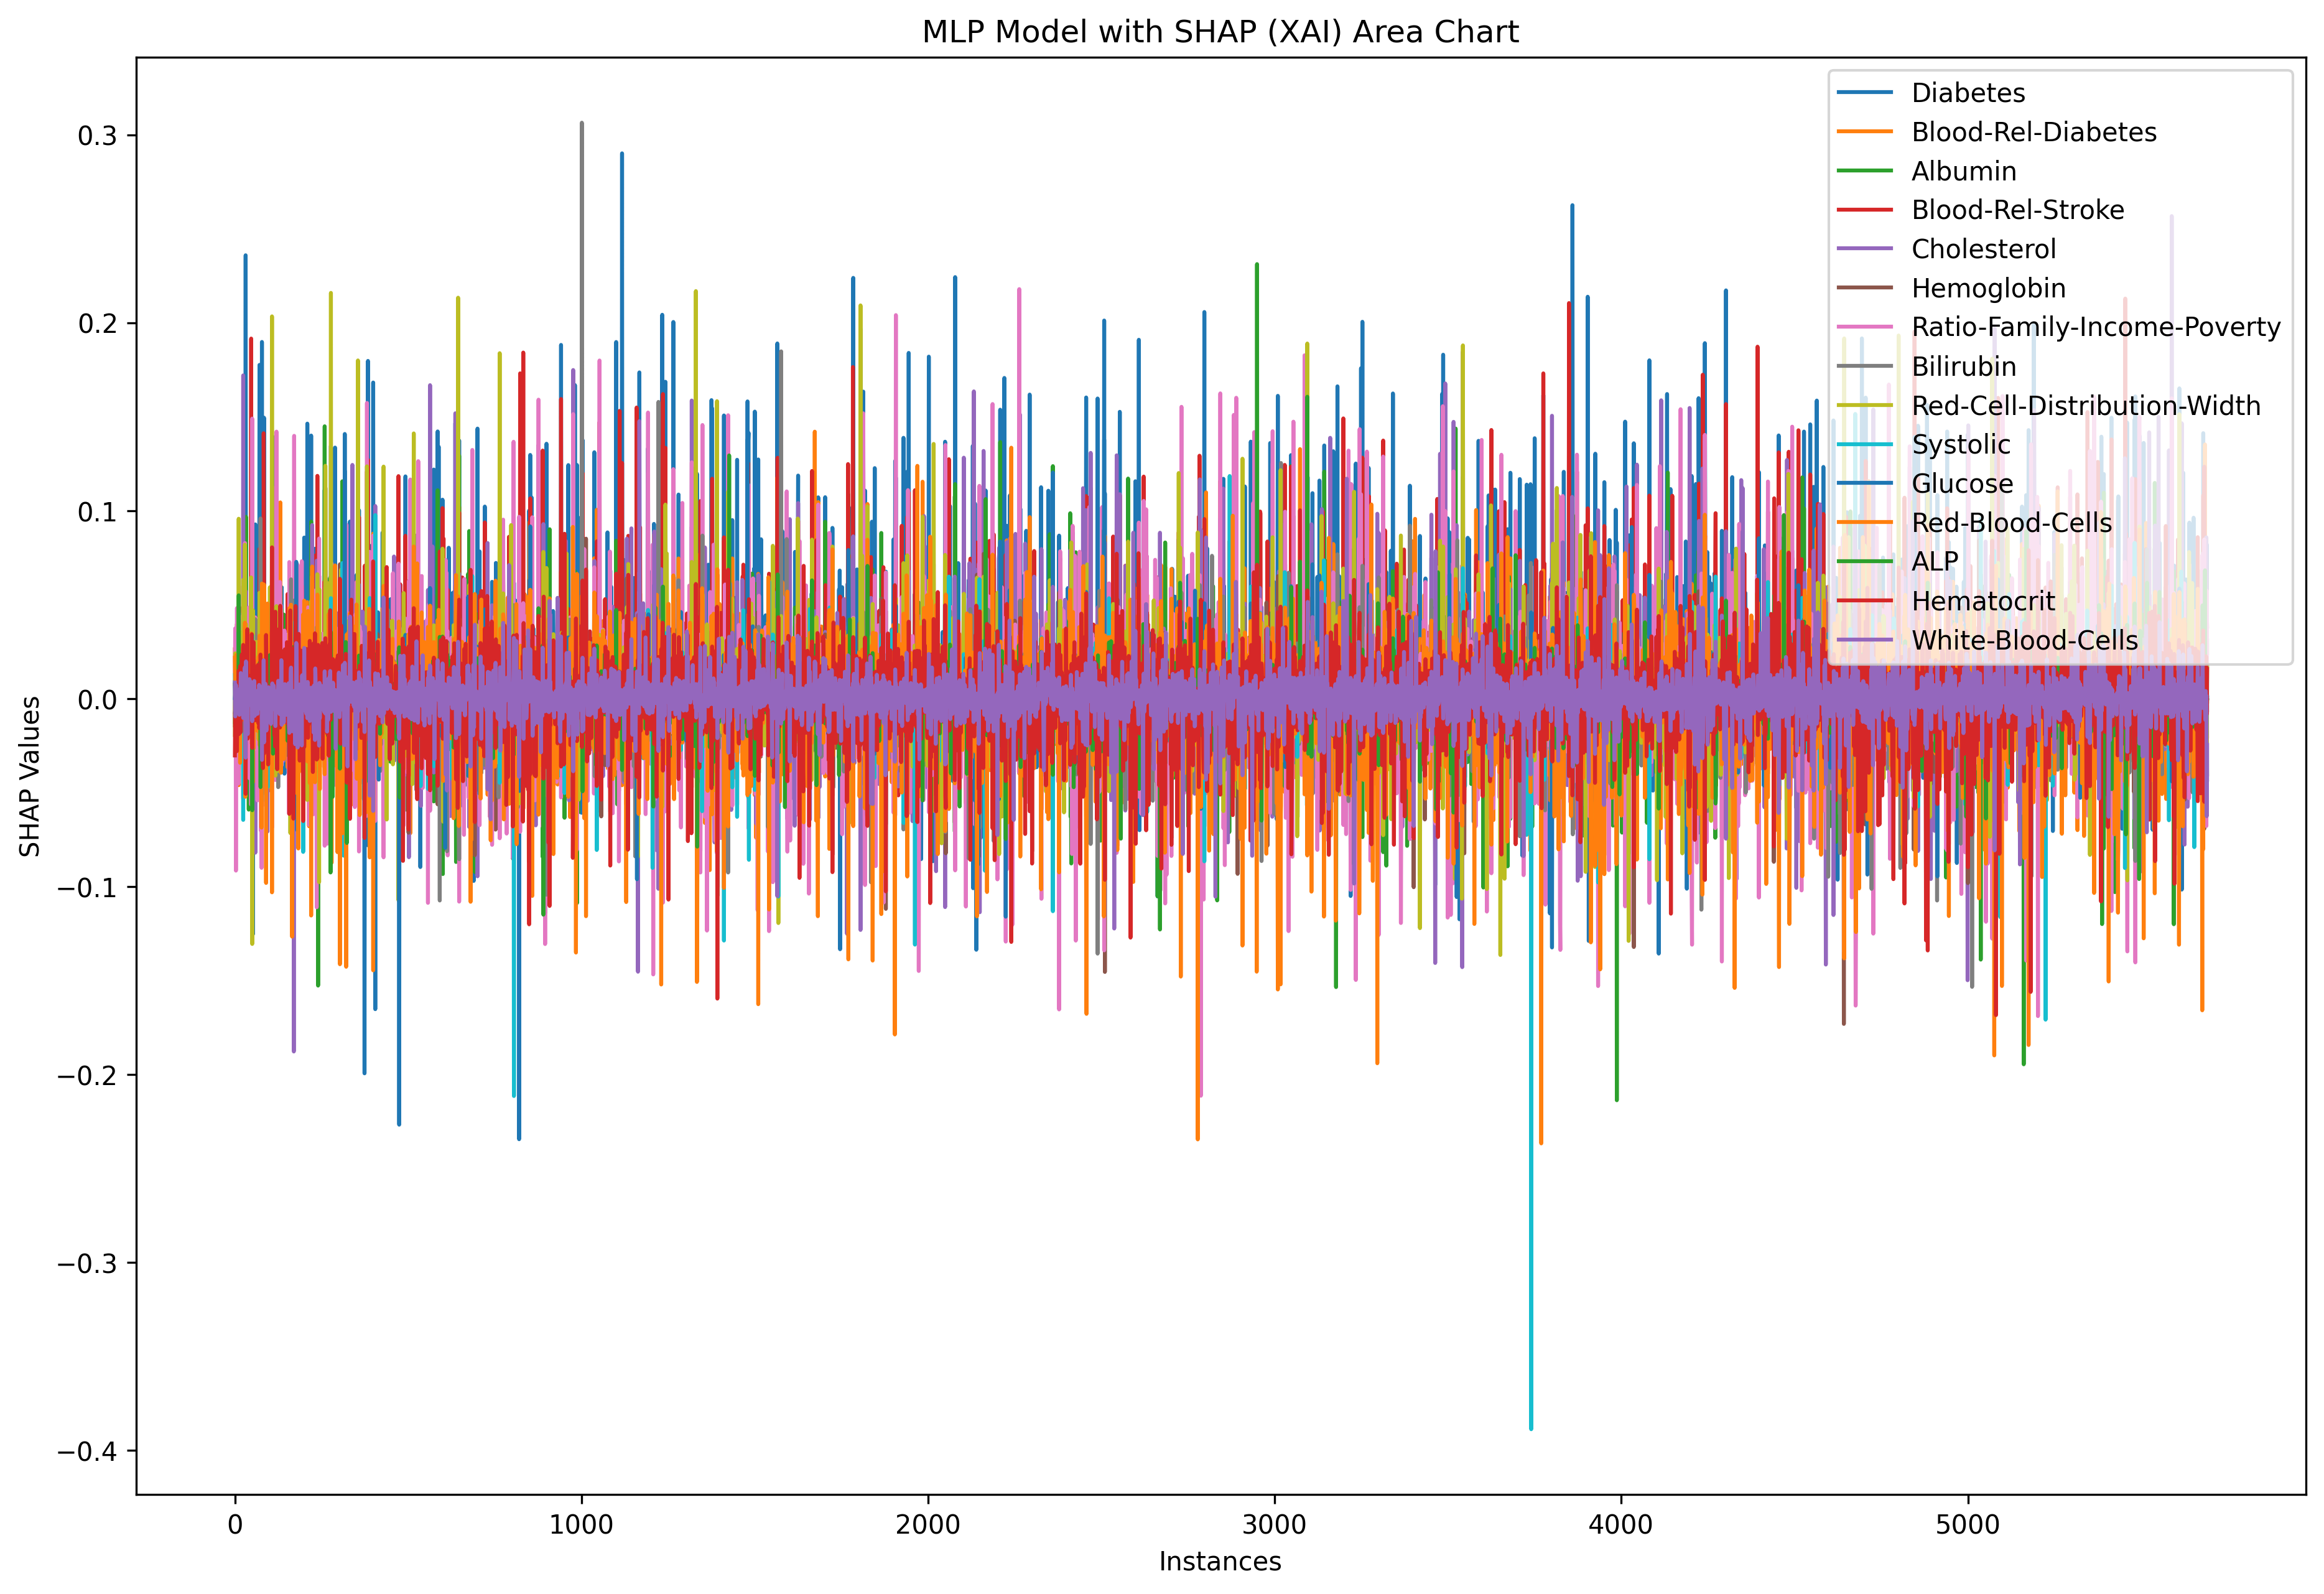 MLP Model with SHAP (XAI) Area Chart
0.3
0.2
0.1
0.0
−0.1
−0.2
−0.3
−0.4
SHAP Values
0
1000
2000
3000
4000
5000
Instances
Diabetes
Blood-Rel-Diabetes
Albumin
Blood-Rel-Stroke
Cholesterol
Hemoglobin
Ratio-Family-Income-Poverty
Bilirubin
Red-Cell-Distribution-Width
Systolic
Glucose
Red-Blood-Cells
ALP
Hematocrit
White-Blood-Cells